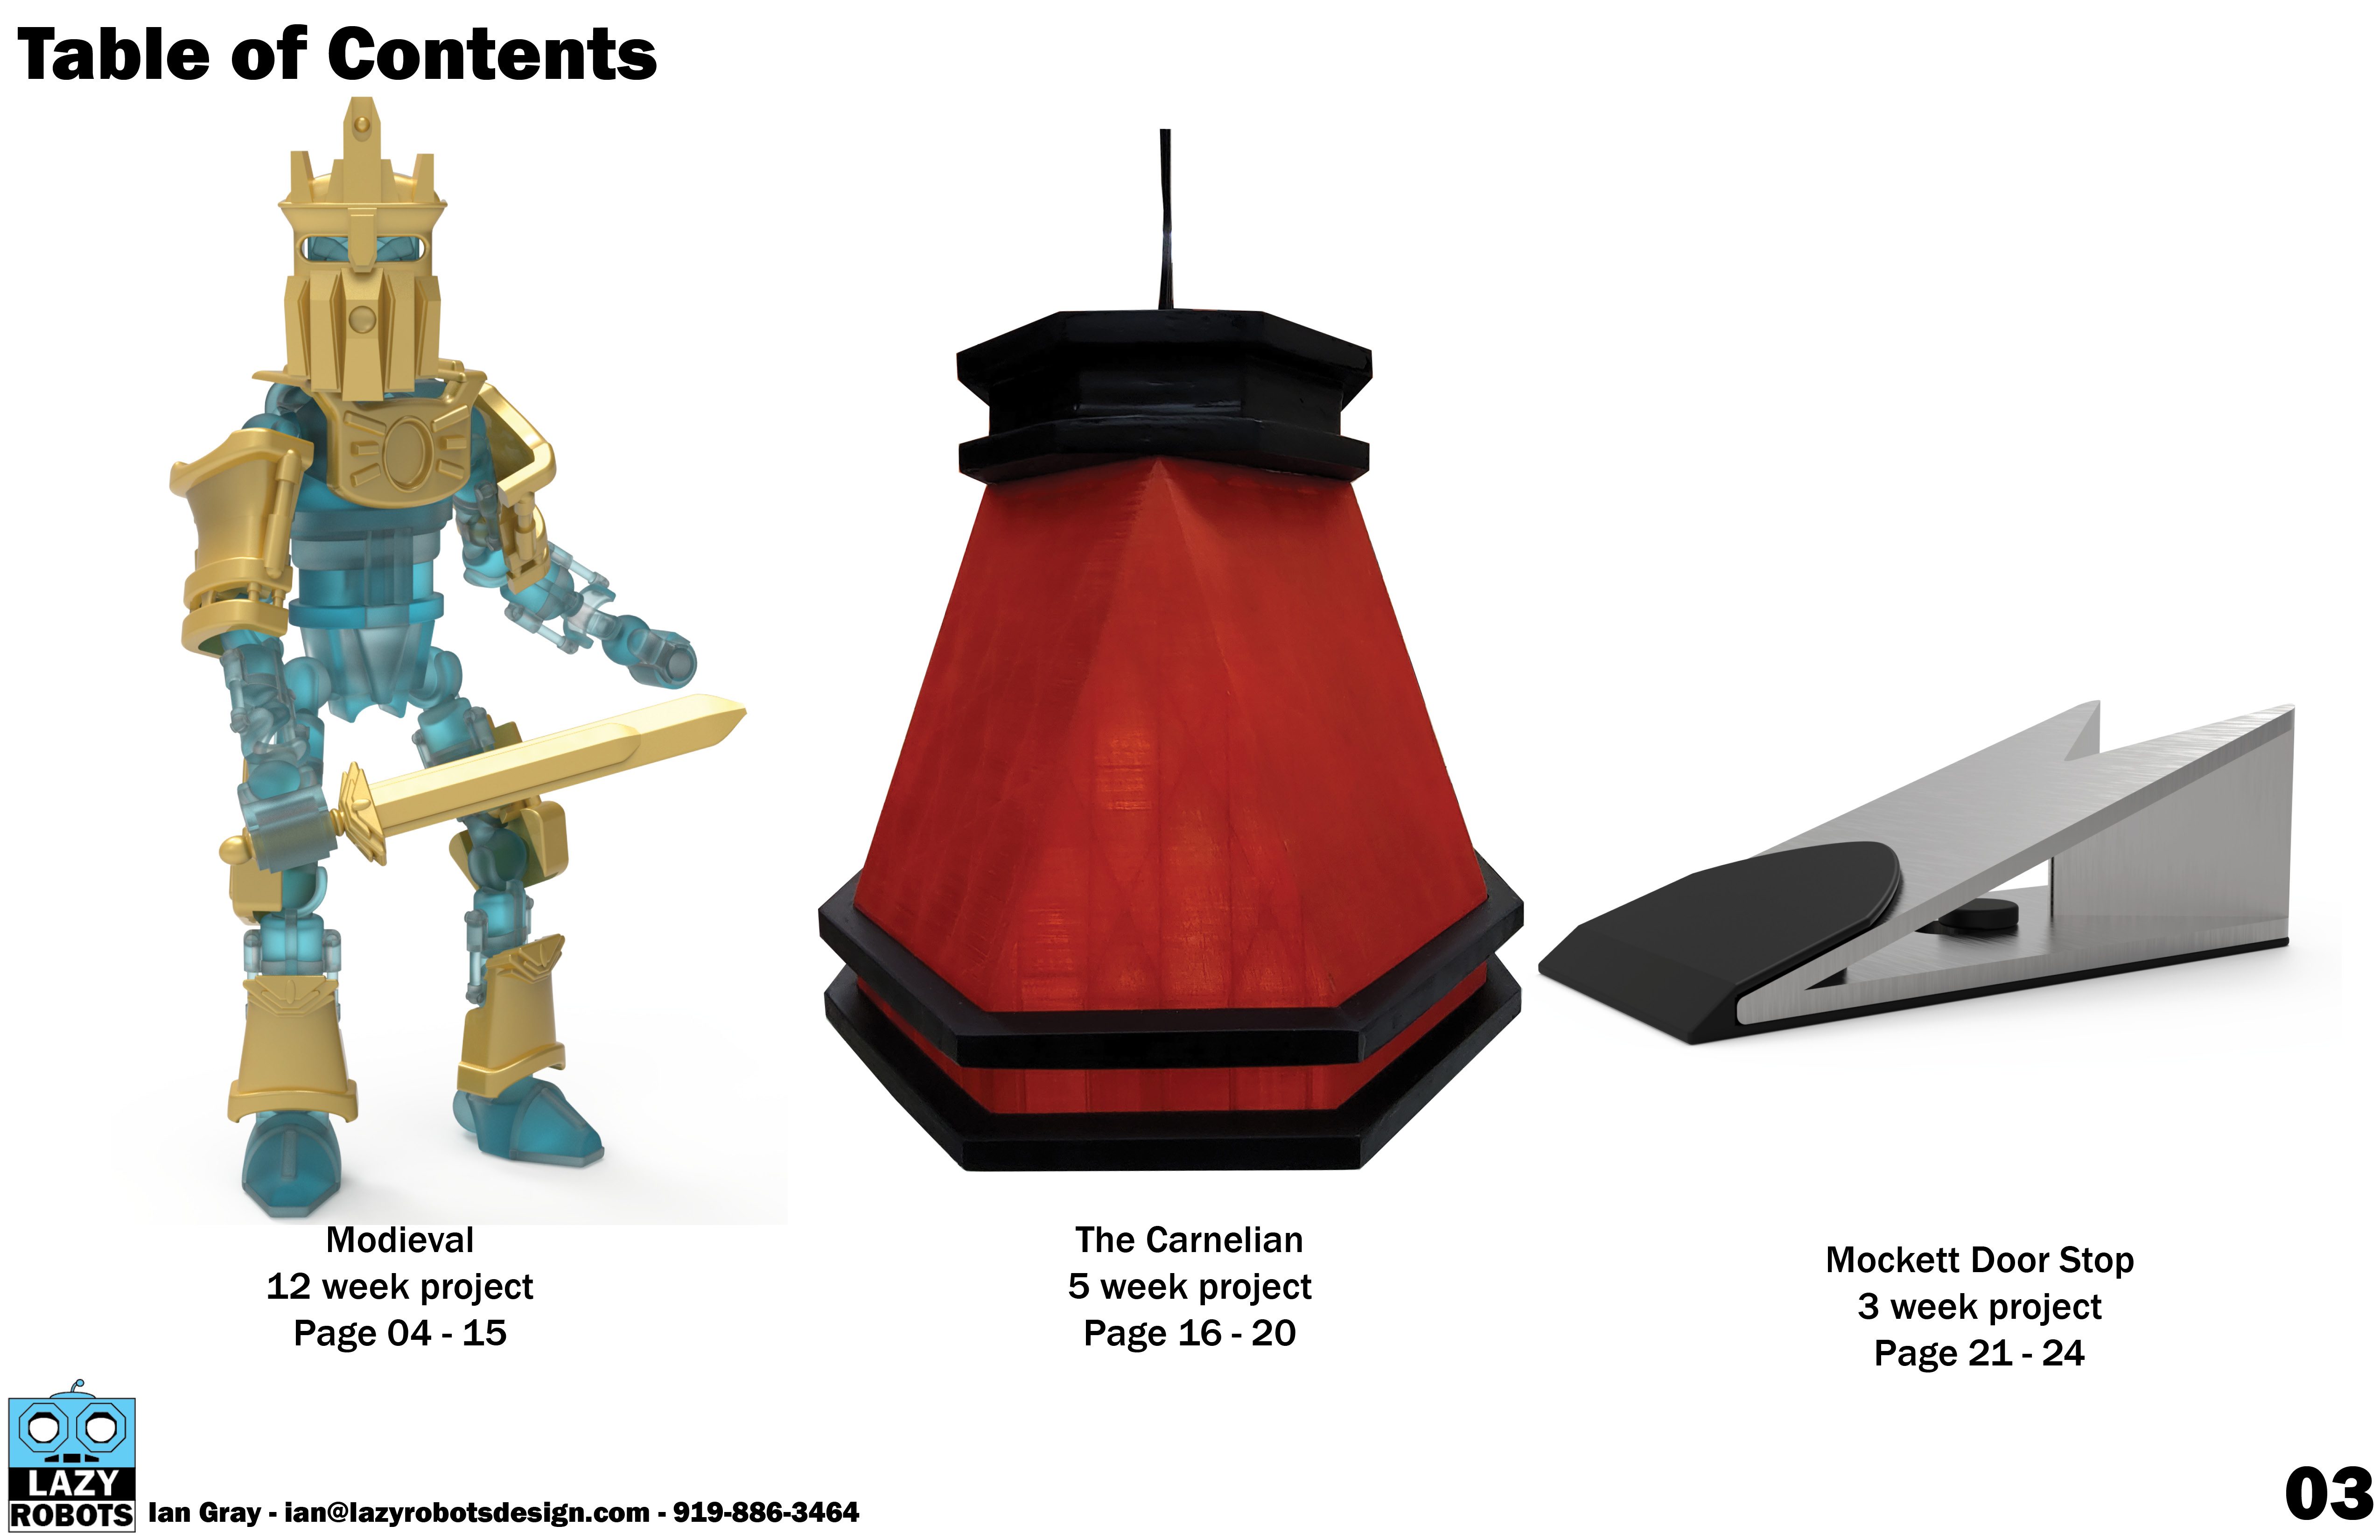 Table of Contents
Modieval
12 week project
Page 04 - 15
The Carnelian
5 week project
Page 16 - 20
Mockett Door Stop
3 week project
Page 21 - 24
LAZY
ROBOTS
Ian Gray - ian@lazyrobotsdesign.com - 919-886-3464
03